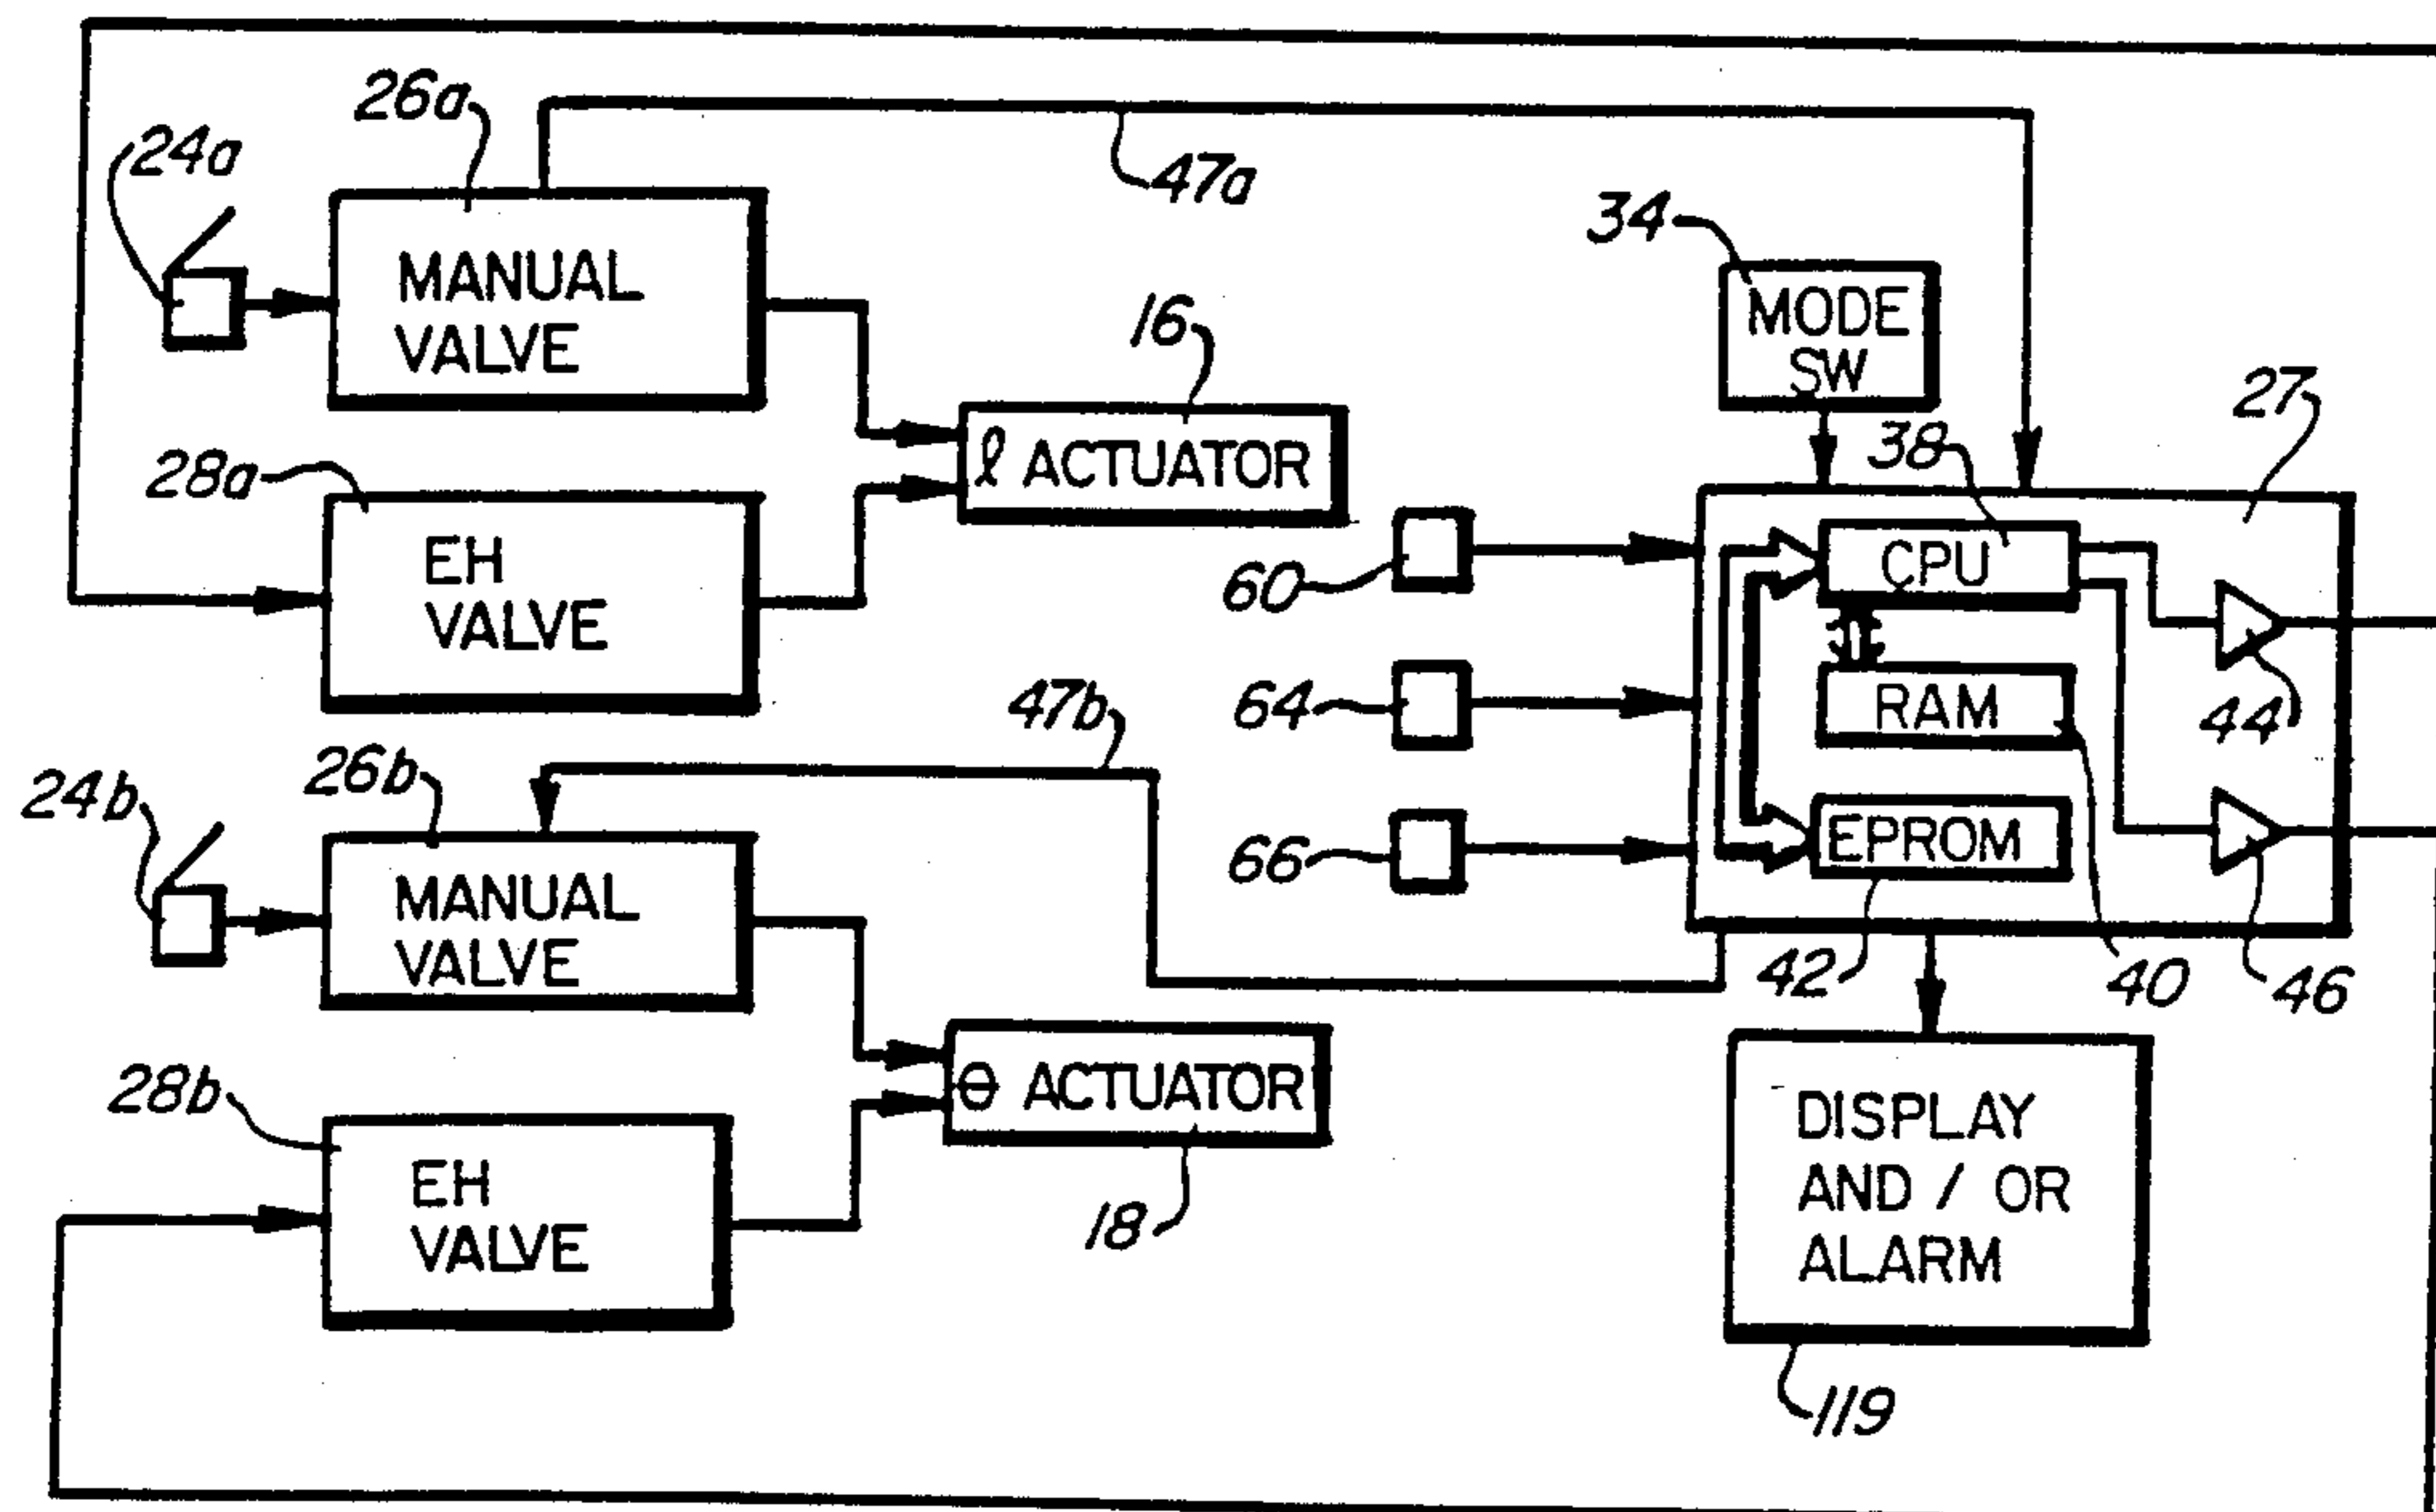 26a
24a
47a
MANUAL
VALVE
34
MODE
SW
16
27
ℓ ACTUATOR
28a
38
EH
VALVE
CPU
60
44
RAM
64
47b
26b
24b
EPROM
66
MANUAL
VALVE
42
40
46
θ ACTUATOR
28b
18
EH
VALVE
DISPLAY
AND / OR
ALARM
119